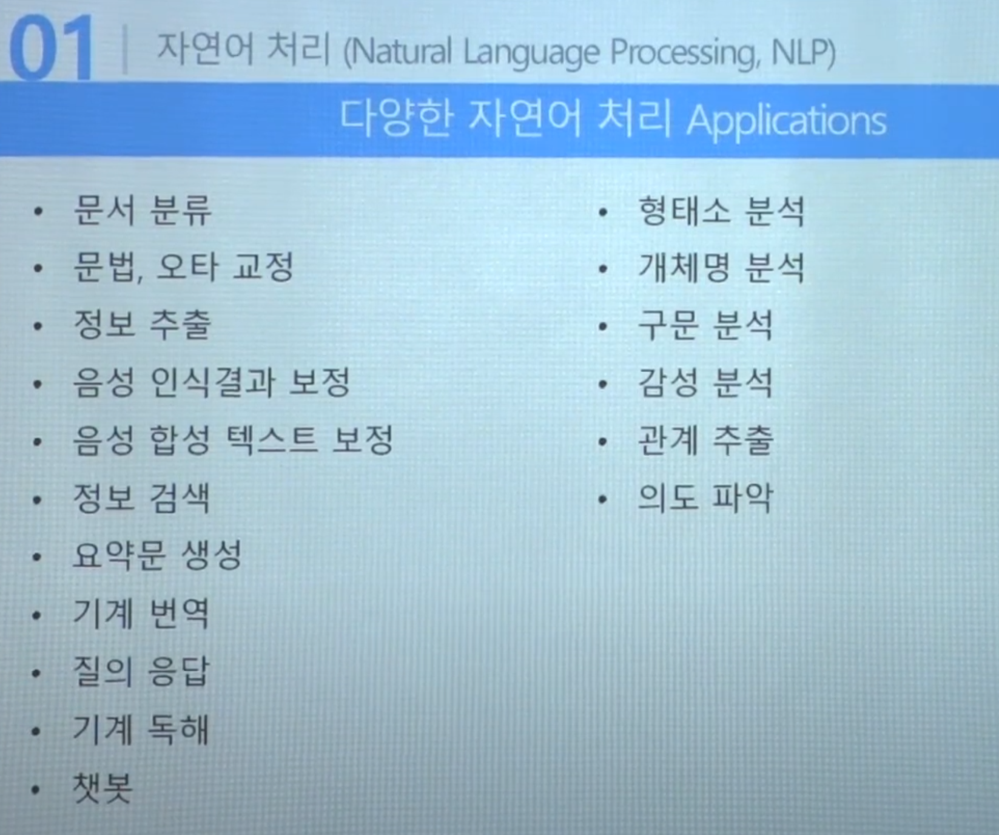 01 | 자연어 처리 (Natural Language Processing, NLP)
다양한 자연어 처리 Applications
• 문서 분류
• 문법, 오타 교정
• 정보 추출
• 음성 인식결과 보정
• 음성 합성 텍스트 보정
• 정보 검색
• 요약문 생성
• 기계 번역
• 질의 응답
• 기계 독해
• 챗봇
• 형태소 분석
• 개체명 분석
• 구문 분석
• 감성 분석
• 관계 추출
• 의도 파악